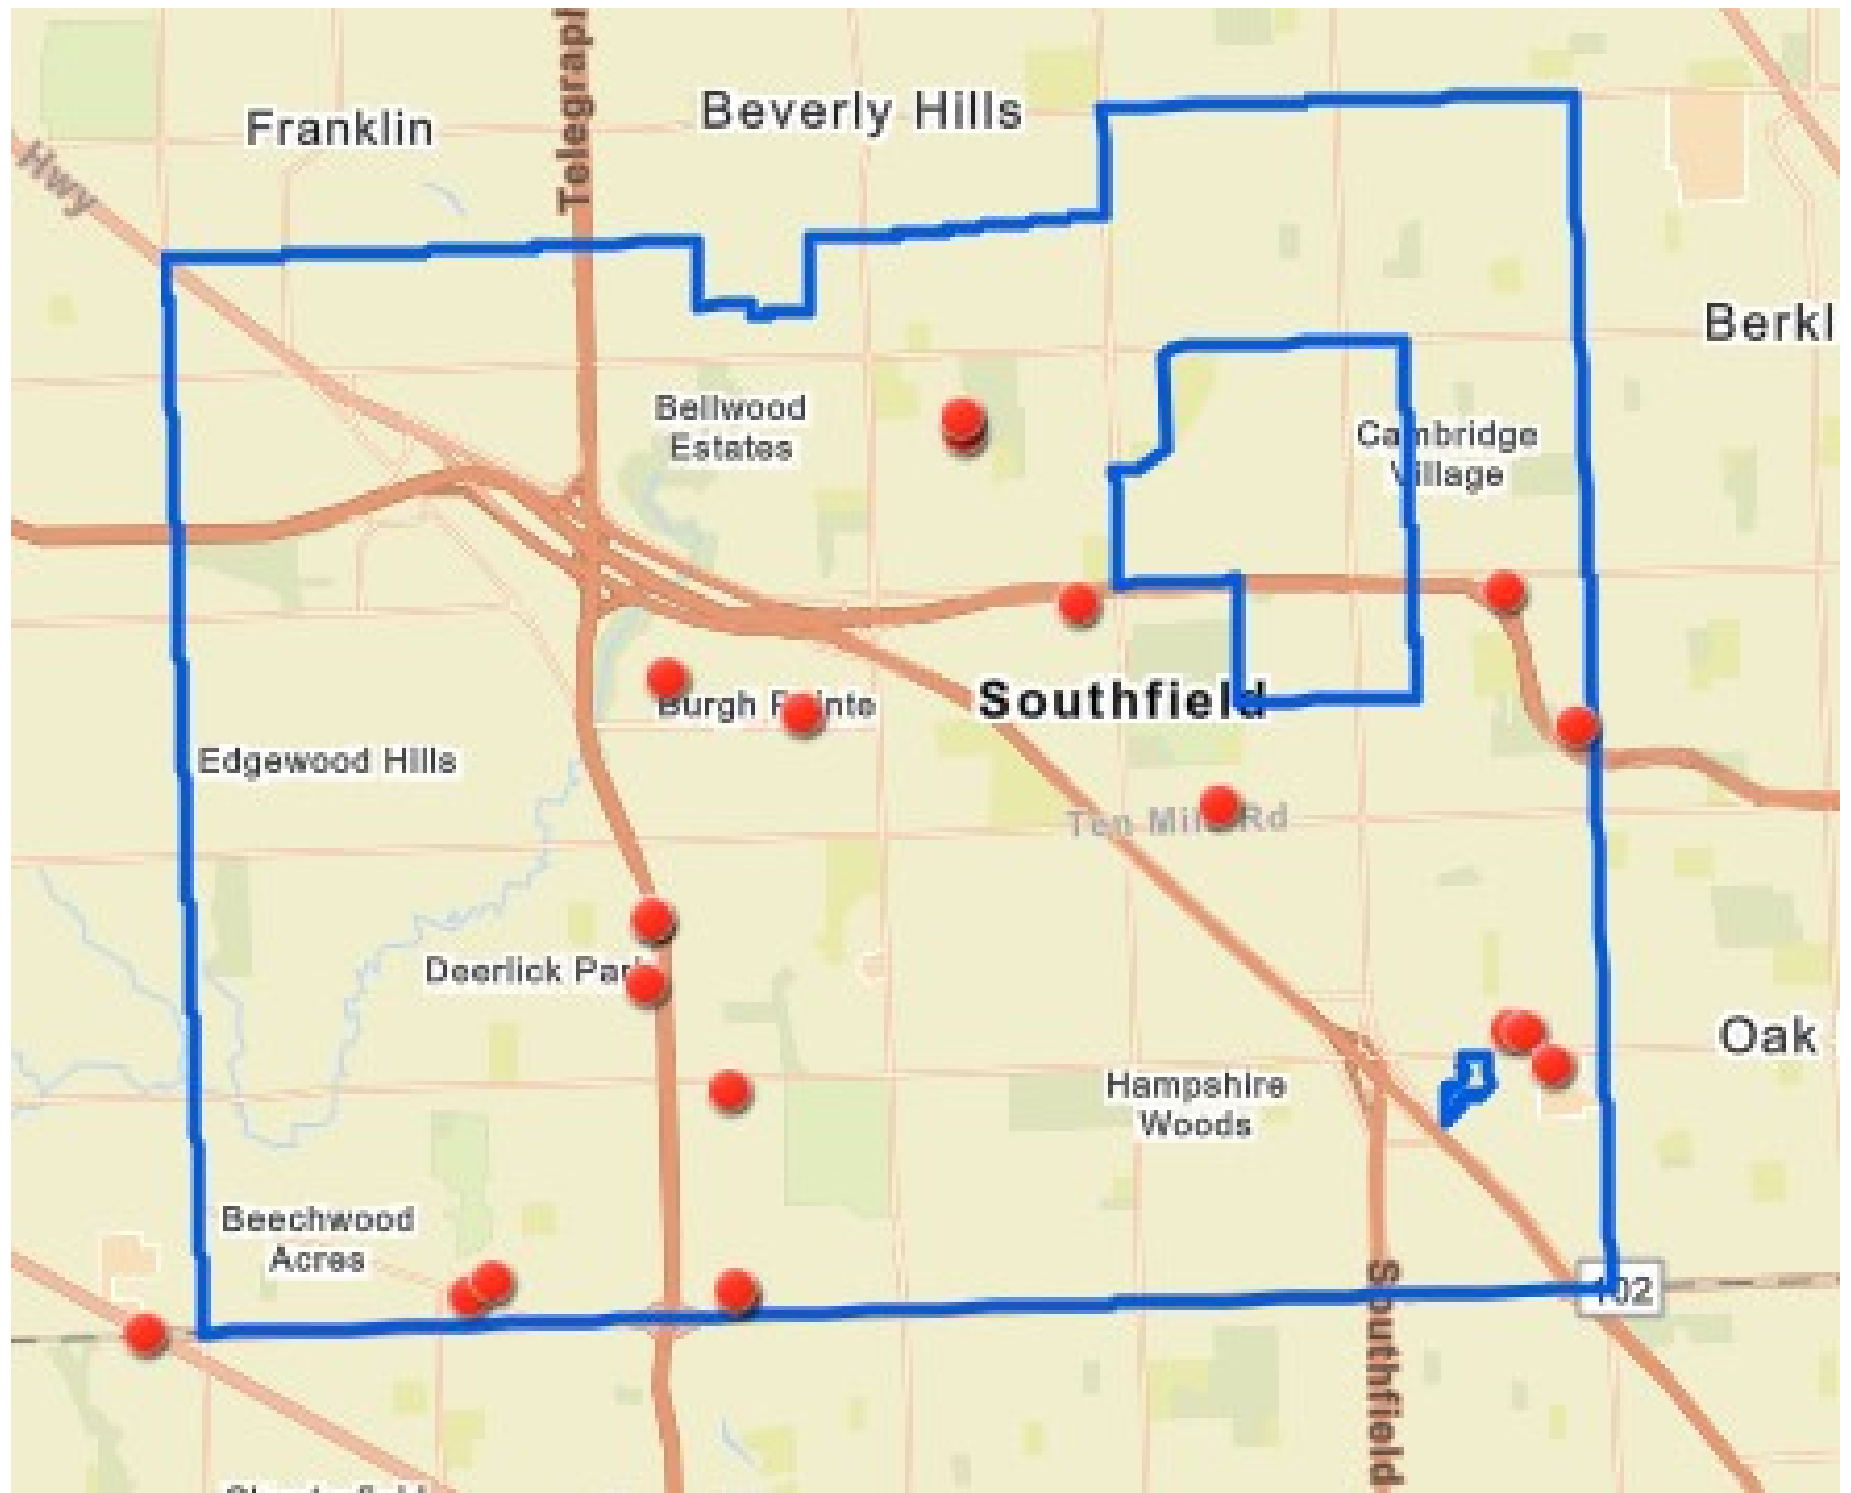 Telegraph
Beverly Hills
Franklin
Hwy
Berkl
Bellwood
Estates
Cambridge
Village
Southfield
Edgewood Hills
Ten Mile Rd
Deerlick Park
Oak
Hampshire
Woods
Beechwood
Acres
102
Southfield